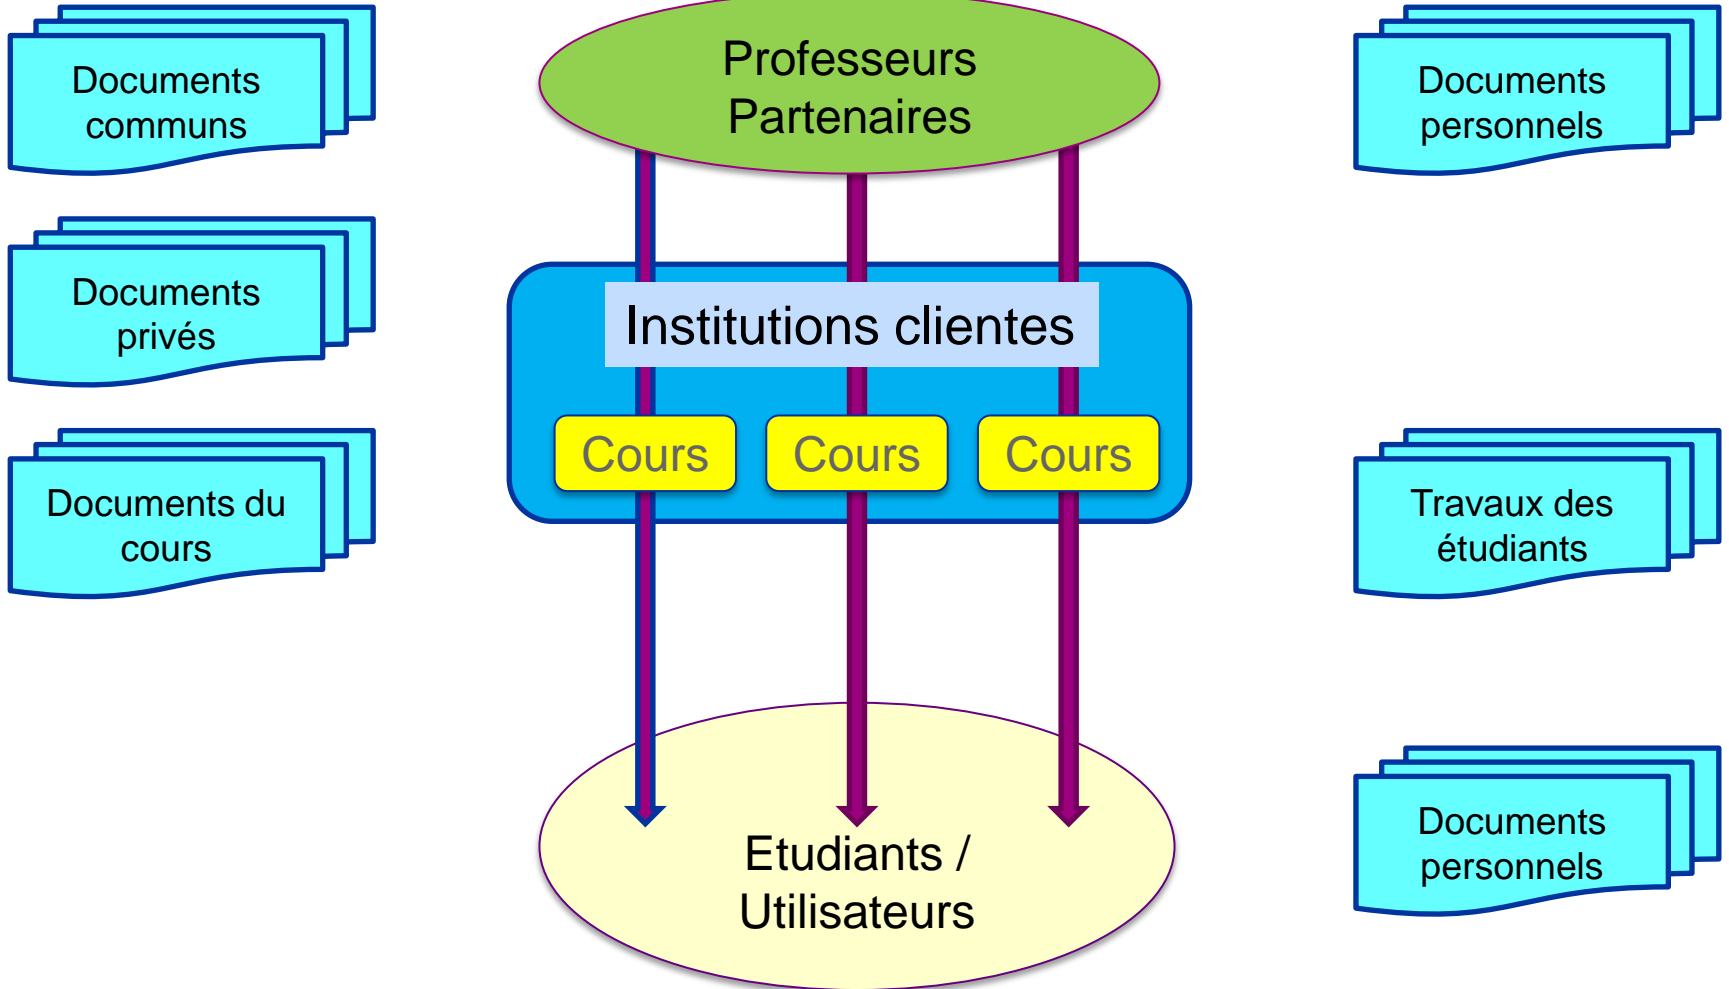 Documents
communs
Professeurs
Partenaires
Documents
personnels
Documents
privés
Institutions clientes
Documents du
cours
Cours
Cours
Cours
Travaux des
étudiants
Etudiants /
Utilisateurs
Documents
personnels